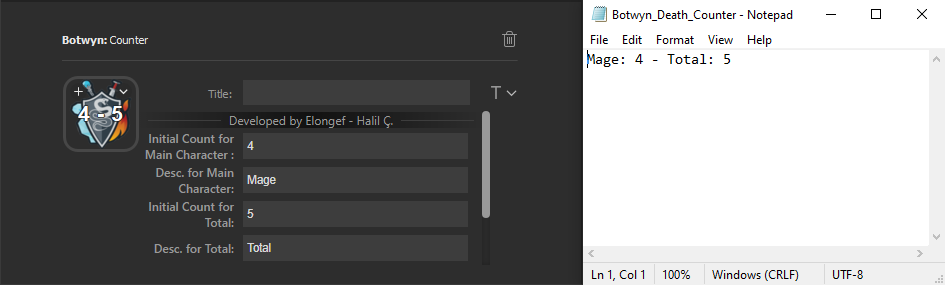 Botwyn: Counter
4 - 5
Title:
T
Developed by Elongef - Halil Ç.
Initial Count for
Main Character :
4
Desc. for Main
Character:
Mage
Initial Count for
Total:
5
Desc. for Total:
Total
Botwyn_Death_Counter - Notepad
File Edit Format View Help
Mage: 4 - Total: 5
Ln 1, Col 1 100% Windows (CRLF) UTF-8